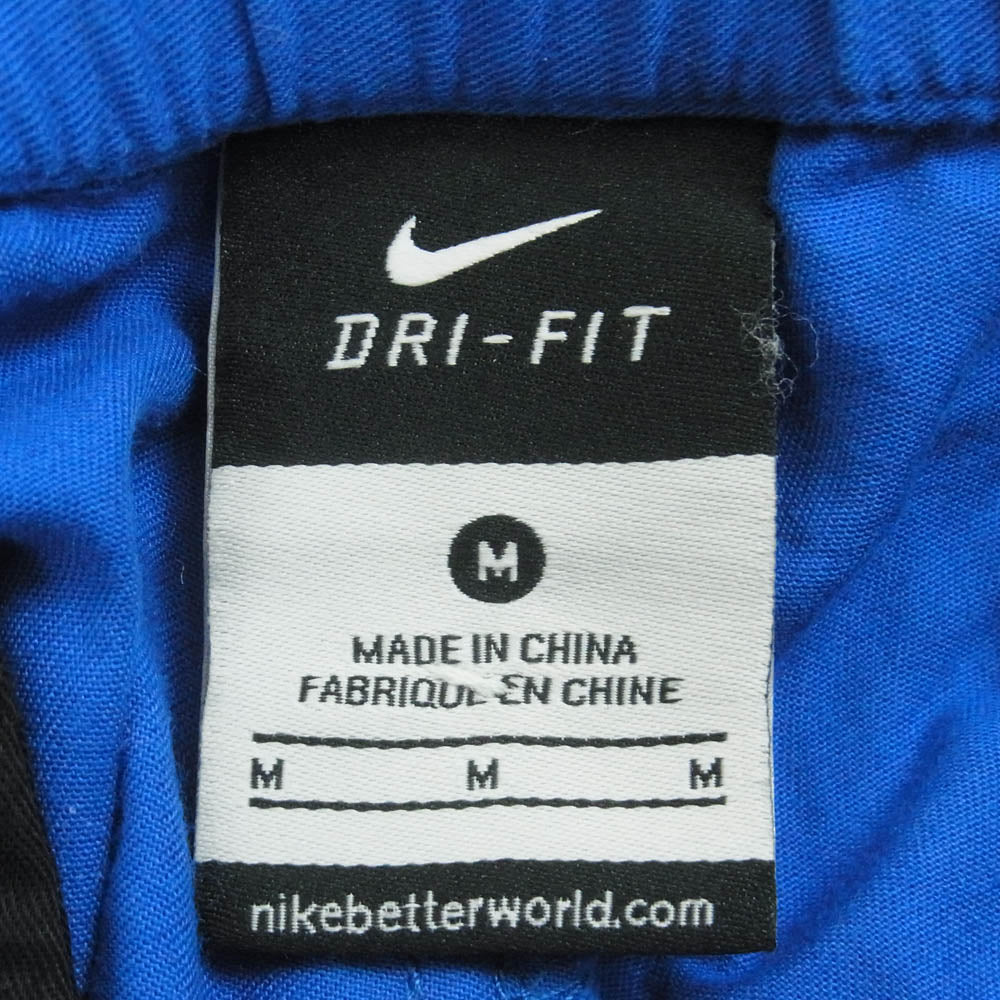 DRI-FIT
M
MADE IN CHINA
FABRIQUE EN CHINE
M M M
nikebetterworld.com